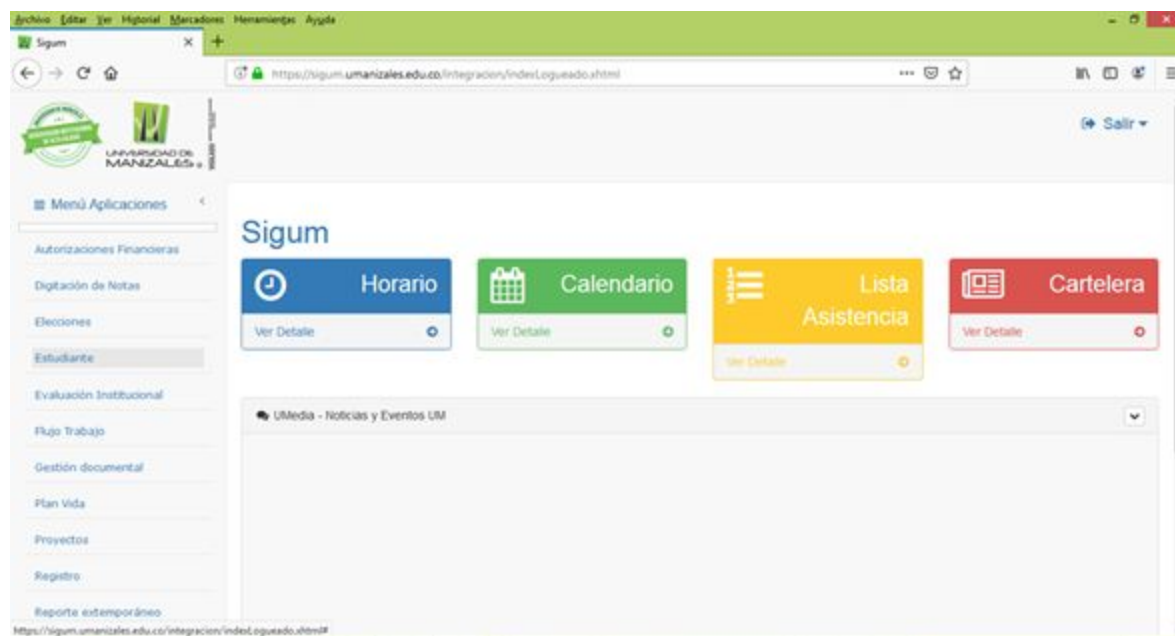 Archivo Editar Ver Historial Marcadores Herramientas Ayuda
Sigum
https://sigum.umanizales.edu.co/integracion/indexLogueado.xhtml
UNIVERSIDAD DE
MANIZALES
Salir
Menú Aplicaciones
Autorizaciones Financieras
Digitación de Notas
Elecciones
Estudiante
Evaluación Institucional
Flujo Trabajo
Gestión documental
Plan Vida
Proyectos
Registro
Reporte extemporáneo
Sigum
Horario
Ver Detalle
Calendario
Ver Detalle
Lista
Asistencia
Ver Detalle
Cartelera
Ver Detalle
UMedia - Noticias y Eventos UM
https://sigum.umanizales.edu.co/integracion/indexLogueado.xhtml#